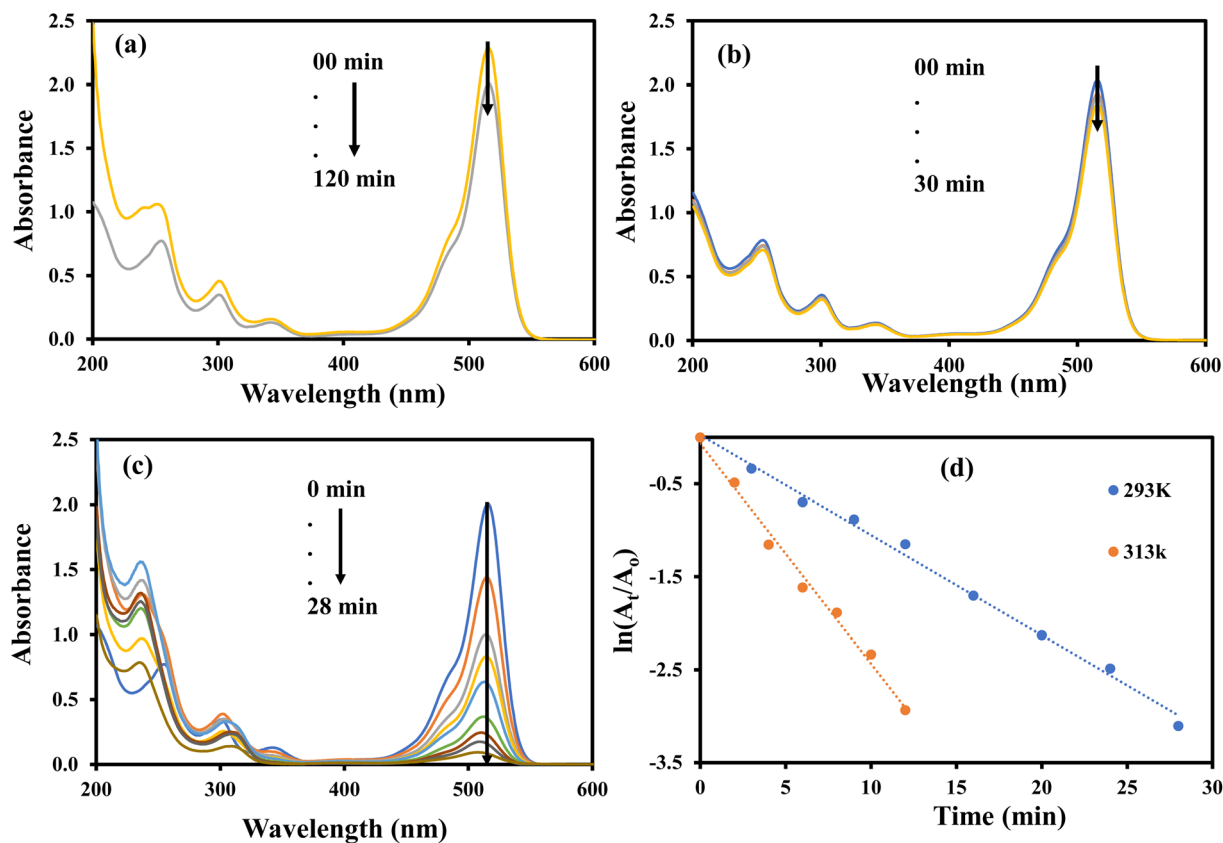 (a)
00 min
.
.
.
120 min
Absorbance
2.5
2.0
1.5
1.0
0.5
0.0
200 300 400 500 600
Wavelength (nm)
(b)
00 min
.
.
.
30 min
Absorbance
2.5
2.0
1.5
1.0
0.5
0.0
200 300 400 500 600
Wavelength (nm)
(c)
0 min
.
.
.
28 min
Absorbance
2.5
2.0
1.5
1.0
0.5
0.0
200 300 400 500 600
Wavelength (nm)
(d)
293K
313k
ln(At/Ao)
-0.5
-1.5
-2.5
-3.5
0 5 10 15 20 25 30
Time (min)